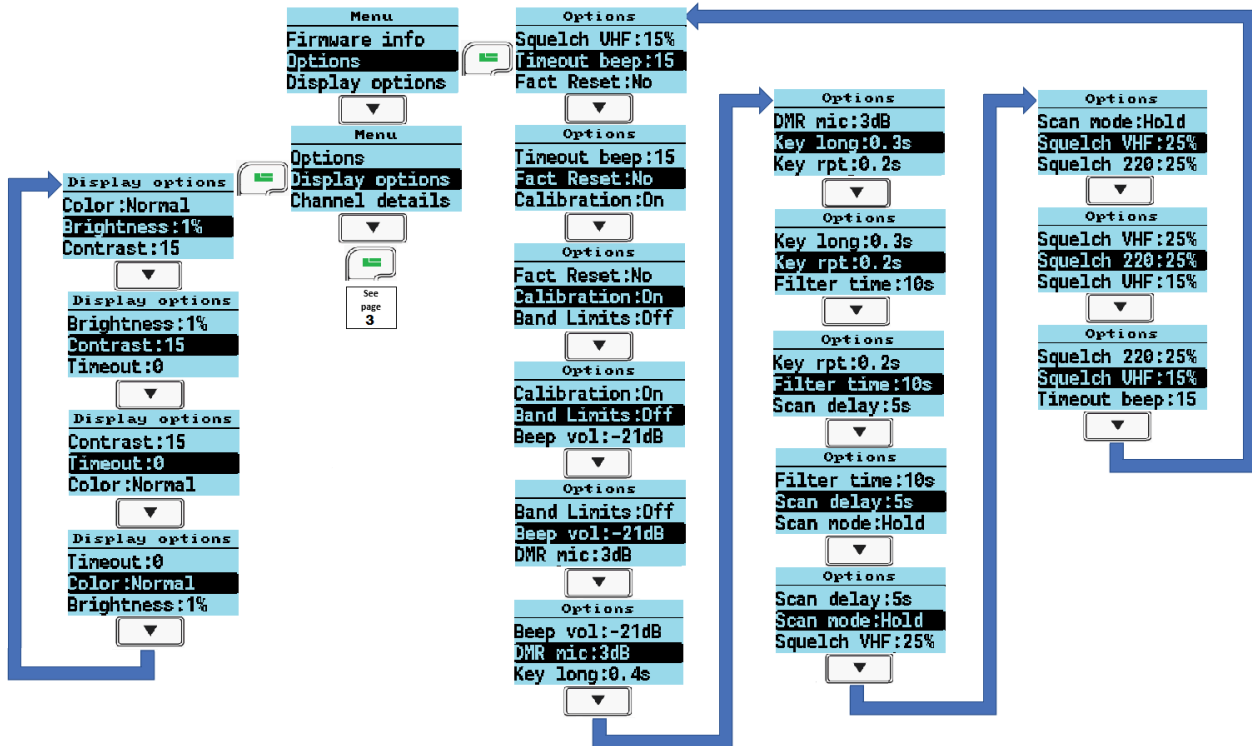 Menu
Firmware info
Options
Display options
Menu
Options
Display options
Channel details
See
page
3
Display options
Color:Normal
Brightness:1%
Contrast:15
Display options
Brightness:1%
Contrast:15
Timeout:0
Display options
Contrast:15
Timeout:0
Color:Normal
Display options
Timeout:0
Color:Normal
Brightness:1%
Options
Squelch VHF:15%
Timeout beep:15
Fact Reset:No
Options
Timeout beep:15
Fact Reset:No
Calibration:On
Options
Fact Reset:No
Calibration:On
Band Limits:Off
Options
Calibration:On
Band Limits:Off
Beep vol:-21dB
Options
Band Limits:Off
Beep vol:-21dB
DMR mic:3dB
Options
Beep vol:-21dB
DMR mic:3dB
Key long:0.4s
Options
DMR mic:3dB
Key long:0.3s
Key rpt:0.2s
Options
Key long:0.3s
Key rpt:0.2s
Filter time:10s
Options
Key rpt:0.2s
Filter time:10s
Scan delay:5s
Options
Filter time:10s
Scan delay:5s
Scan mode:Hold
Options
Scan delay:5s
Scan mode:Hold
Squelch VHF:25%
Options
Scan mode:Hold
Squelch VHF:25%
Squelch 220:25%
Options
Squelch VHF:25%
Squelch 220:25%
Squelch UHF:15%
Options
Squelch 220:25%
Squelch UHF:15%
Timeout beep:15